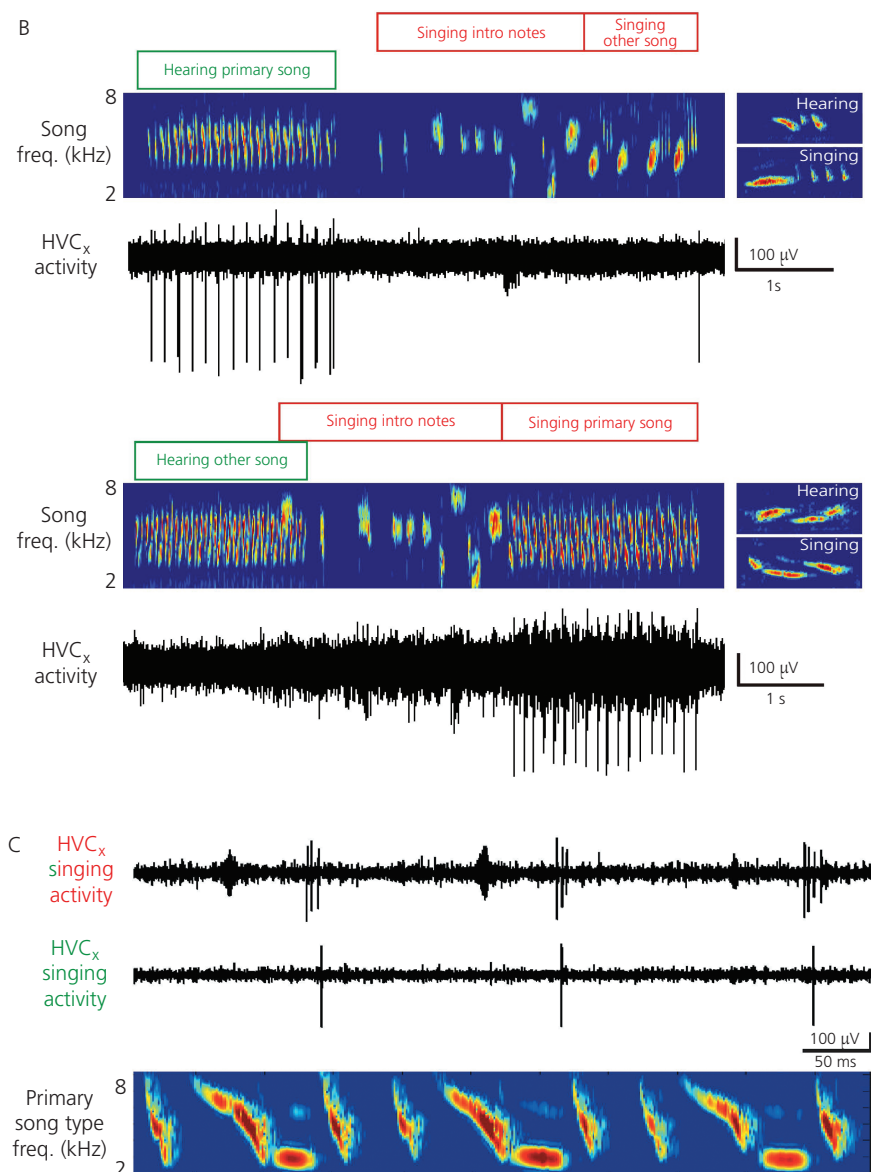 B
Singing intro notes
Singing
other song
Hearing primary song
8
Song
freq. (kHz)
2
Hearing
Singing
HVCx
activity
100 µV
1s
Singing intro notes
Singing primary song
Hearing other song
8
Song
freq. (kHz)
2
Hearing
Singing
HVCx
activity
100 µV
1 s
C
HVCx
singing
activity
HVCx
singing
activity
100 µV
50 ms
Primary
song type
freq. (kHz)
8
2